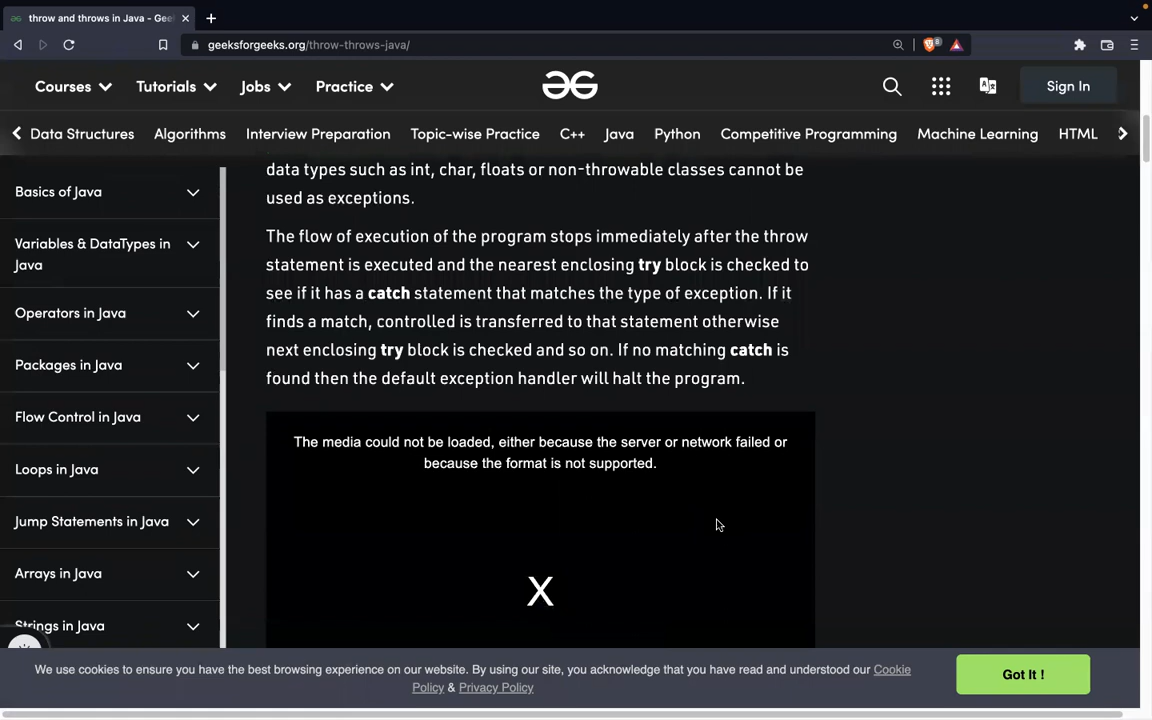 throw and throws in Java - Gee
geeksforgeeks.org/throw-throws-java/
8
Courses
Tutorials
Jobs
Practice
Sign In
Data Structures
Algorithms
Interview Preparation
Topic-wise Practice
C++
Java
Python
Competitive Programming
Machine Learning
HTML
Basics of Java
Variables & DataTypes in
Java
Operators in Java
Packages in Java
Flow Control in Java
Loops in Java
Jump Statements in Java
Arrays in Java
Strings in Java
data types such as int, char, floats or non-throwable classes cannot be
used as exceptions.
The flow of execution of the program stops immediately after the throw
statement is executed and the nearest enclosing try block is checked to
see if it has a catch statement that matches the type of exception. If it
finds a match, controlled is transferred to that statement otherwise
next enclosing try block is checked and so on. If no matching catch is
found then the default exception handler will halt the program.
The media could not be loaded, either because the server or network failed or
because the format is not supported.
X
We use cookies to ensure you have the best browsing experience on our website. By using our site, you acknowledge that you have read and understood our Cookie
Policy & Privacy Policy
Got It !